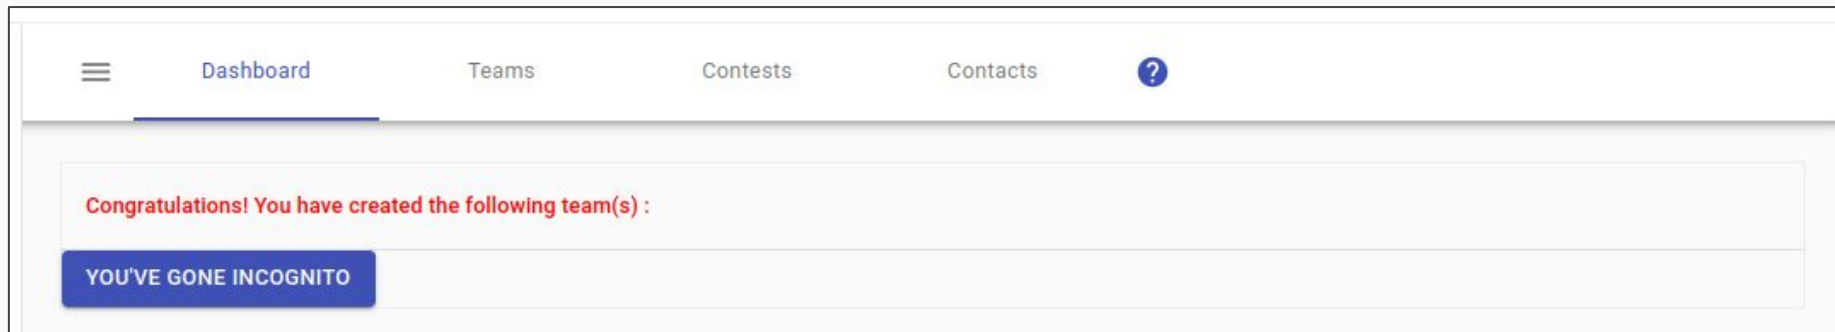 Dashboard Teams Contests Contacts ?
Congratulations! You have created the following team(s) :
YOU'VE GONE INCOGNITO